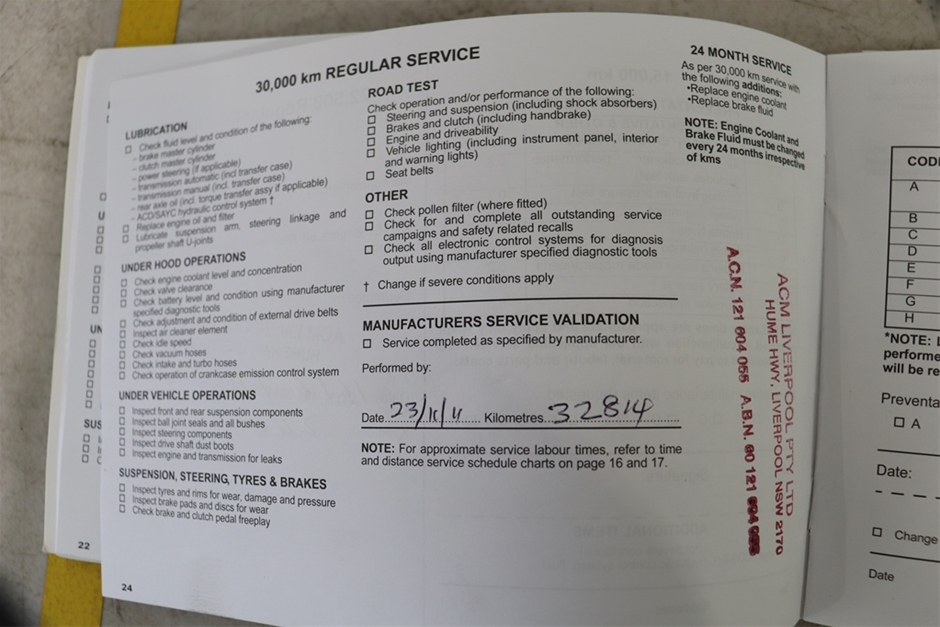 30,000 km REGULAR SERVICE
LUBRICATION
☐ Check fluid level and condition of the following:
- brake master cylinder
- clutch master cylinder
- power steering (if applicable)
- transmission automatic (incl transfer case)
- transmission manual (incl. transfer case)
- rear axle oil (incl. torque transfer assy if applicable)
- ACD/SAYC hydraulic control system †
☐ Replace engine oil and filter
☐ Lubricate suspension arm, steering linkage and
propeller shaft U-joints
UNDER HOOD OPERATIONS
☐ Check engine coolant level and concentration
☐ Check valve clearance
☐ Check battery level and condition using manufacturer
specified diagnostic tools
☐ Check adjustment and condition of external drive belts
☐ Inspect air cleaner element
☐ Check idle speed
☐ Check vacuum hoses
☐ Check intake and turbo hoses
☐ Check operation of crankcase emission control system
UNDER VEHICLE OPERATIONS
☐ Inspect front and rear suspension components
☐ Inspect ball joint seals and all bushes
☐ Inspect steering components
☐ Inspect drive shaft dust boots
☐ Inspect engine and transmission for leaks
SUSPENSION, STEERING, TYRES & BRAKES
☐ Inspect tyres and rims for wear, damage and pressure
☐ Inspect brake pads and discs for wear
☐ Check brake and clutch pedal freeplay
24
22
ROAD TEST
Check operation and/or performance of the following:
☐ Steering and suspension (including shock absorbers)
☐ Brakes and clutch (including handbrake)
☐ Engine and driveability
☐ Vehicle lighting (including instrument panel, interior
and warning lights)
☐ Seat belts
OTHER
☐ Check pollen filter (where fitted)
☐ Check for and complete all outstanding service
campaigns and safety related recalls
☐ Check all electronic control systems for diagnosis
output using manufacturer specified diagnostic tools
† Change if severe conditions apply
MANUFACTURERS SERVICE VALIDATION
☐ Service completed as specified by manufacturer.
Performed by:
Date 23/11/11 Kilometres 32814
NOTE: For approximate service labour times, refer to time
and distance service schedule charts on page 16 and 17.
24 MONTH SERVICE
As per 30,000 km service with
the following additions:
•Replace engine coolant
•Replace brake fluid
NOTE: Engine Coolant and
Brake Fluid must be changed
every 24 months irrespective
of kms
ACM LIVERPOOL PTY LTD
HUME HWY, LIVERPOOL NSW 2170
A.C.N. 121 604 055 A.B.N. 90 121 604 055
A
B
C
D
E
F
G
H
*NOTE:
performe
will be re
Preventa
☐ A
Date:
☐ Change
Date